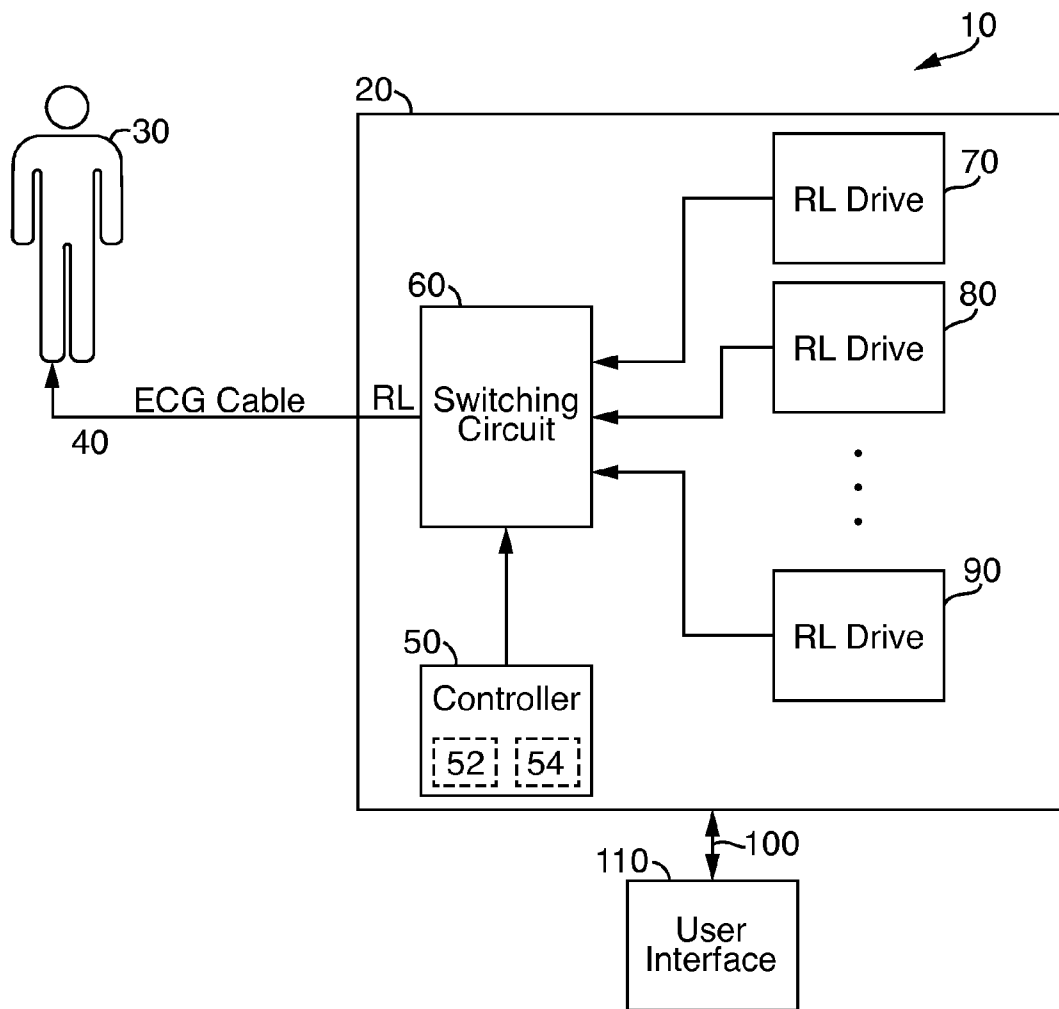 10
20
30
70
RL Drive
60
80
RL Drive
ECG Cable
RL
Switching
Circuit
40
90
RL Drive
50
Controller
52
54
100
110
User
Interface